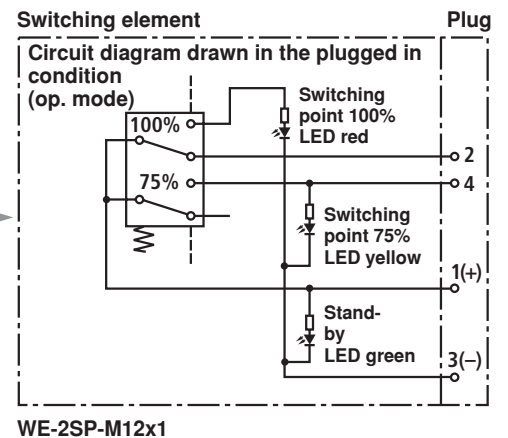 Switching element
Plug
Circuit diagram drawn in the plugged in
condition
(op. mode)
Switching
point 100%
LED red
100%
2
75%
4
Switching
point 75%
LED yellow
1(+)
Stand-
by
LED green
3(–)
WE-2SP-M12x1